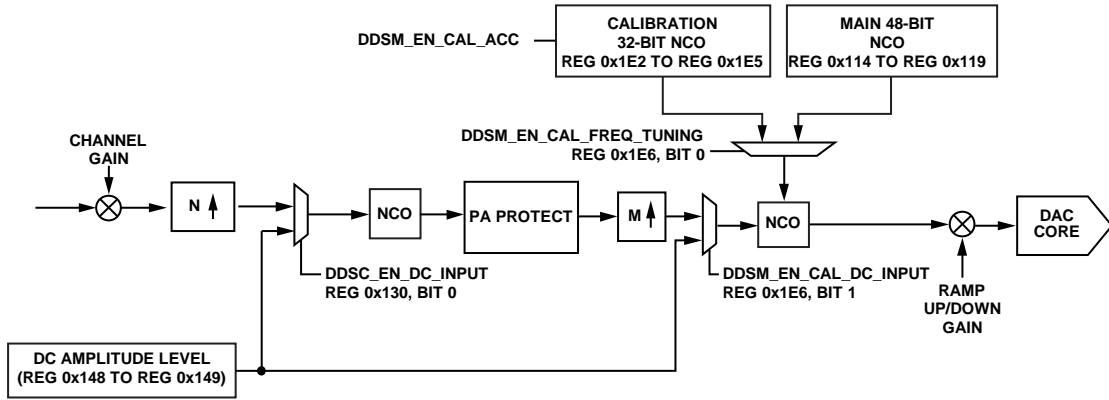 CALIBRATION
32-BIT NCO
REG 0x1E2 TO REG 0x1E5
MAIN 48-BIT
NCO
REG 0x114 TO REG 0x119
DDSM_EN_CAL_ACC
DDSM_EN_CAL_FREQ_TUNING
REG 0x1E6, BIT 0
CHANNEL
GAIN
N
NCO
PA PROTECT
M
NCO
DAC
CORE
DDSC_EN_DC_INPUT
REG 0x130, BIT 0
DDSM_EN_CAL_DC_INPUT
REG 0x1E6, BIT 1
RAMP
UP/DOWN
GAIN
DC AMPLITUDE LEVEL
(REG 0x148 TO REG 0x149)